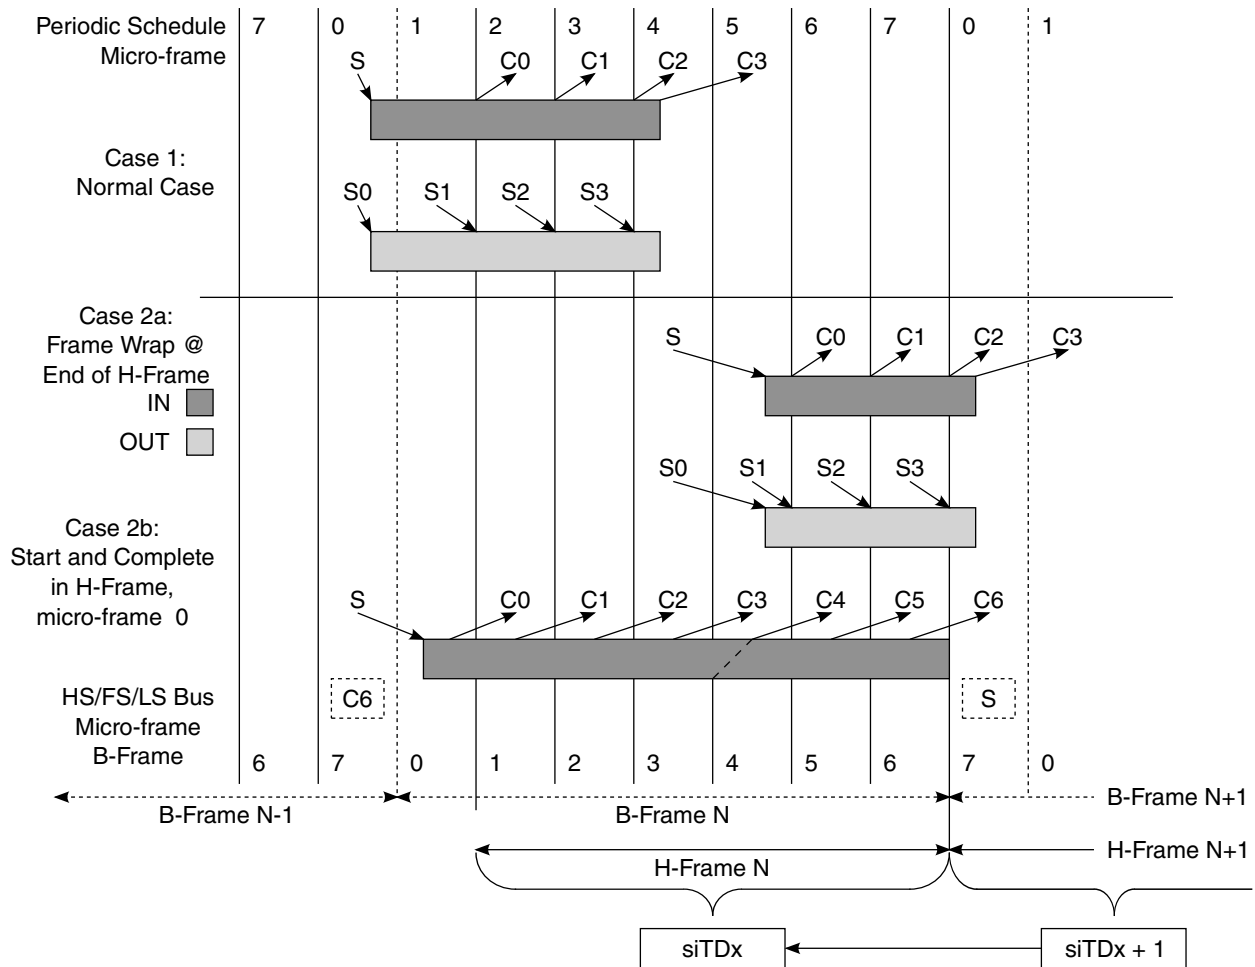 Periodic Schedule
Micro-frame
7 0 1 2 3 4 5 6 7 0 1
S C0 C1 C2 C3
Case 1:
Normal Case
S0 S1 S2 S3
Case 2a:
Frame Wrap @
End of H-Frame
S C0 C1 C2 C3
IN
OUT
S0 S1 S2 S3
Case 2b:
Start and Complete
in H-Frame,
micro-frame 0
S C0 C1 C2 C3 C4 C5 C6
HS/FS/LS Bus
Micro-frame
B-Frame
C6 S
6 7 0 1 2 3 4 5 6 7 0
B-Frame N-1 B-Frame N B-Frame N+1
H-Frame N H-Frame N+1
siTDx siTDx + 1